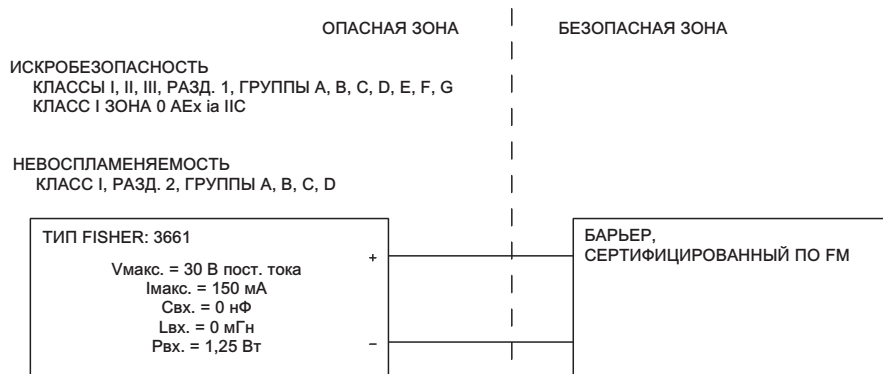 ОПАСНАЯ ЗОНА
БЕЗОПАСНАЯ ЗОНА
ИСКРОБЕЗОПАСНОСТЬ
КЛАССЫ I, II, III, РАЗД. 1, ГРУППЫ A, B, C, D, E, F, G
КЛАСС I ЗОНА 0 AEx ia IIC
НЕВОСПЛАМЕНЯЕМОСТЬ
КЛАСС I, РАЗД. 2, ГРУППЫ A, B, C, D
ТИП FISHER: 3661
Vмакс. = 30 В пост. тока
Iмакс. = 150 мА
Cвх. = 0 нФ
Lвх. = 0 мГн
Pвх. = 1,25 Вт
+
−
БАРЬЕР,
СЕРТИФИЦИРОВАННЫЙ ПО FM